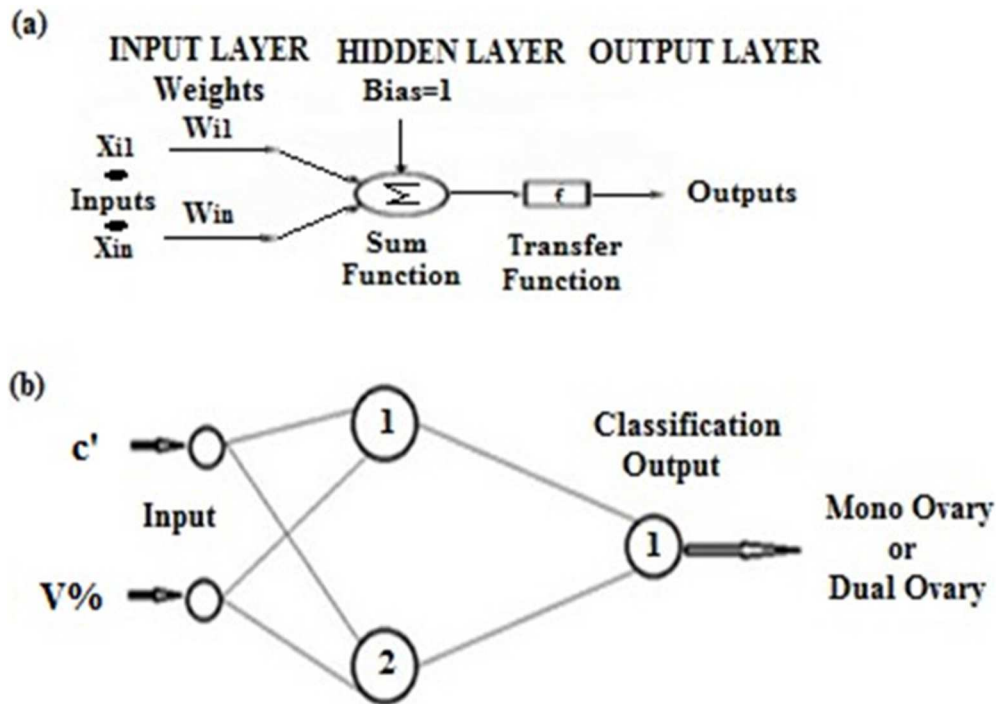 (a)
INPUT LAYER HIDDEN LAYER OUTPUT LAYER
Weights Bias=1
Wi1
Xi1
Inputs
Win
Xin
Σ
f
Outputs
Sum
Function
Transfer
Function
(b)
c'
1
Classification
Output
Input
1
Mono Ovary
or
Dual Ovary
V%
2